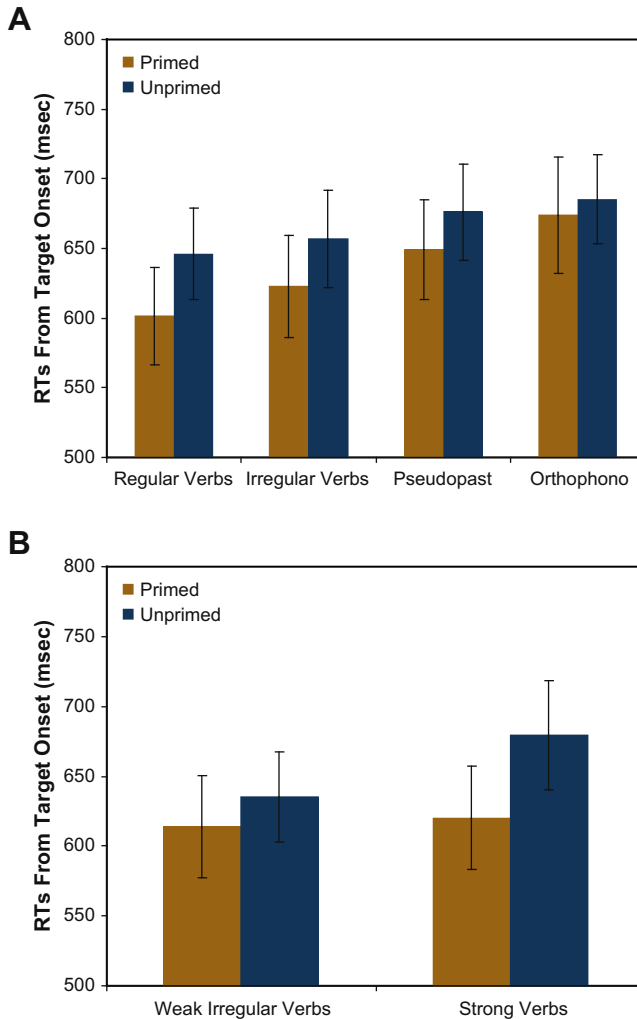 A
800
750
700
650
600
550
500
RTs From Target Onset (msec)
Primed
Unprimed
Regular Verbs
Irregular Verbs
Pseudopast
Orthophono
B
800
750
700
650
600
550
500
RTs From Target Onset (msec)
Primed
Unprimed
Weak Irregular Verbs
Strong Verbs